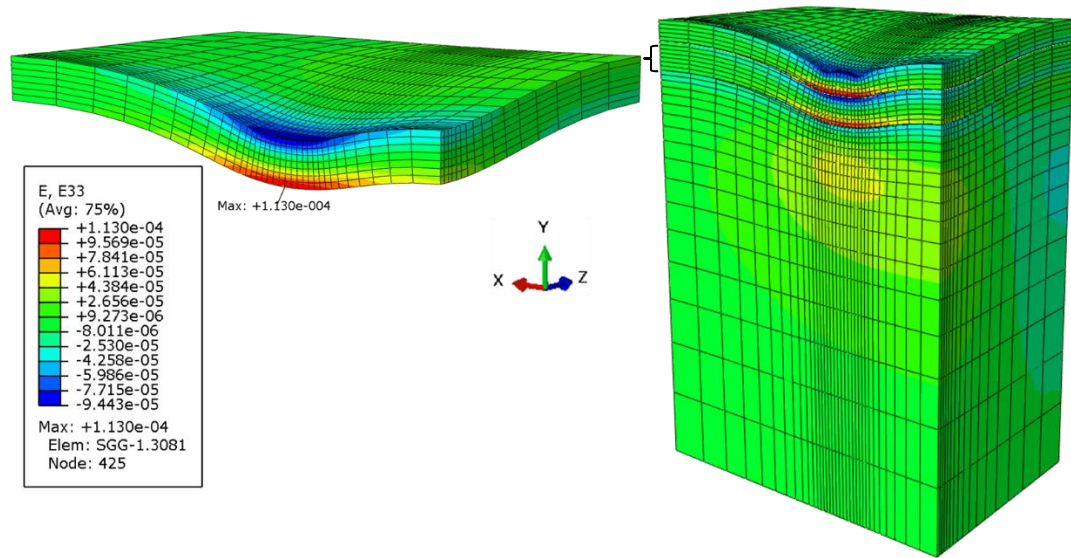 E, E33
(Avg: 75%)
+1.130e-04
+9.569e-05
+7.841e-05
+6.113e-05
+4.384e-05
+2.656e-05
+9.273e-06
-8.011e-06
-2.530e-05
-4.258e-05
-5.986e-05
-7.715e-05
-9.443e-05
Max: +1.130e-04
Elem: SGG-1.3081
Node: 425
Max: +1.130e-004
Y
X
Z